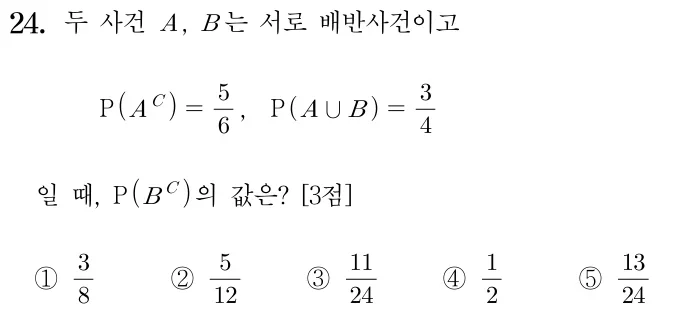 24. 두 사건 A, B는 서로 배반사건이고
P(A^C) = 5/6, P(A∪B) = 3/4
일 때, P(B^C)의 값은? [3점]
① 3/8 ② 5/12 ③ 11/24 ④ 1/2 ⑤ 13/24